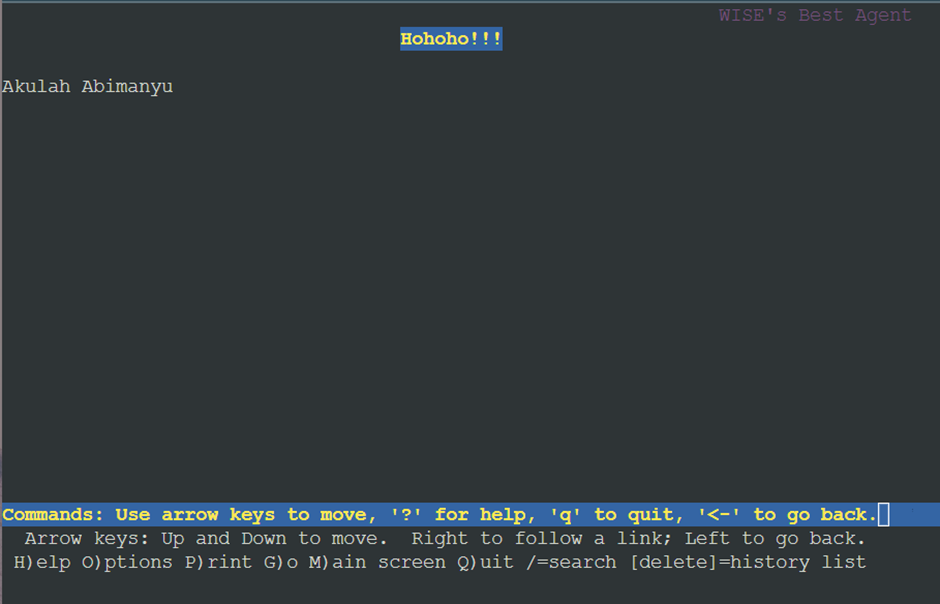 WISE's Best Agent
Hohoho!!!
Akulah Abimanyu
Commands: Use arrow keys to move, '?' for help, 'q' to quit, '<-' to go back.
Arrow keys: Up and Down to move.  Right to follow a link; Left to go back.
H)elp O)ptions P)rint G)o M)ain screen Q)uit /=search [delete]=history list